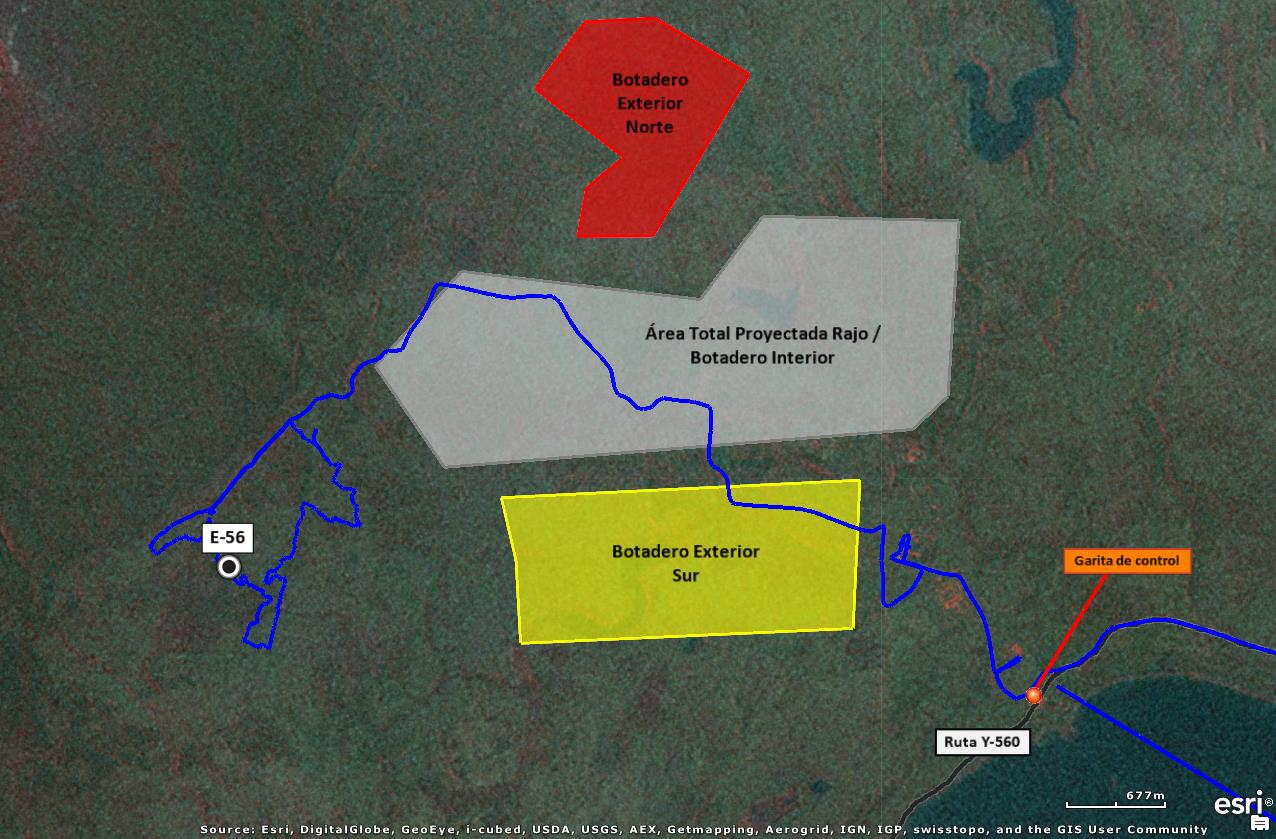 Botadero
Exterior
Norte
Área Total Proyectada Rajo /
Botadero Interior
E-56
Botadero Exterior
Sur
Garita de control
Ruta Y-560
677m
esri®
Source: Esri, DigitalGlobe, GeoEye, i-cubed, USDA, USGS, AEX, Getmapping, Aerogrid, IGN, IGP, swisstopo, and the GIS User Community